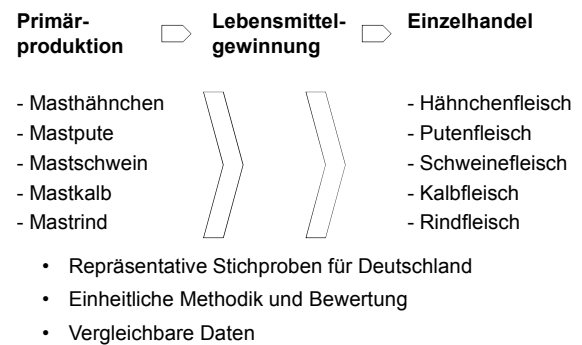 Primär-
produktion
Lebensmittel-
gewinnung
Einzelhandel
- Masthähnchen
- Mastpute
- Mastschwein
- Mastkalb
- Mastrind
- Hähnchenfleisch
- Putenfleisch
- Schweinefleisch
- Kalbfleisch
- Rindfleisch
• Repräsentative Stichproben für Deutschland
• Einheitliche Methodik und Bewertung
• Vergleichbare Daten